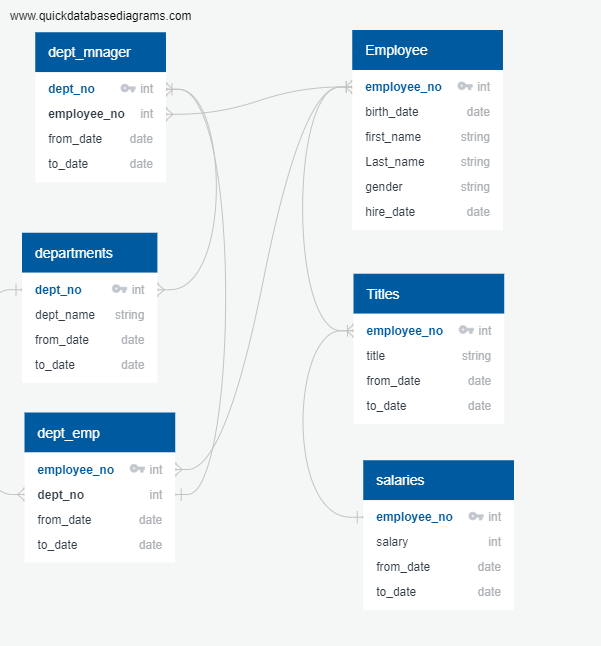 www.quickdatabasediagrams.com
dept_mnager
dept_no int
employee_no int
from_date date
to_date date
Employee
employee_no int
birth_date date
first_name string
Last_name string
gender string
hire_date date
departments
dept_no int
dept_name string
from_date date
to_date date
Titles
employee_no int
title string
from_date date
to_date date
dept_emp
employee_no int
dept_no int
from_date date
to_date date
salaries
employee_no int
salary int
from_date date
to_date date